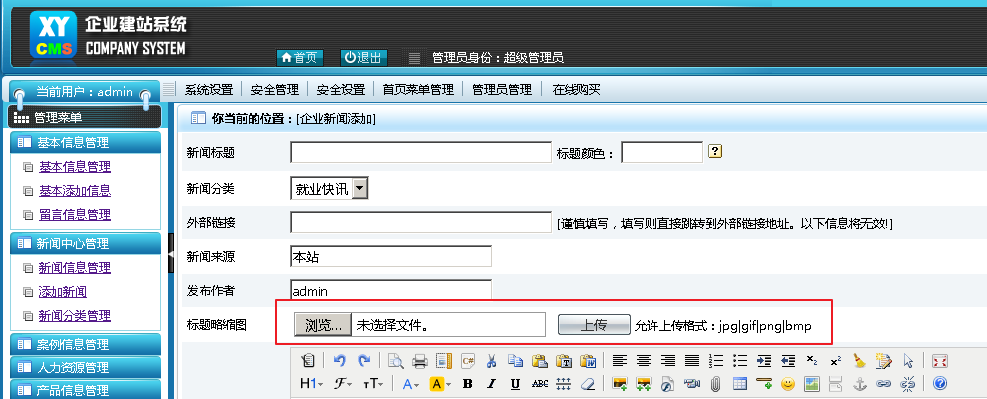 XY 企业建站系统
CMS COMPANY SYSTEM
首页 退出 管理员身份：超级管理员
当前用户：admin 系统设置 安全管理 安全设置 首页菜单管理 管理员管理 在线购买
管理菜单 你当前的位置：[企业新闻添加]
基本信息管理
基本信息管理
基本添加信息
留言信息管理
新闻中心管理
新闻信息管理
添加新闻
新闻分类管理
案例信息管理
人力资源管理
产品信息管理
新闻标题 标题颜色： ?
新闻分类 就业快讯
外部链接 [谨慎填写，填写则直接跳转到外部链接地址。以下信息将无效!]
新闻来源 本站
发布作者 admin
标题略缩图 浏览... 未选择文件。 上传 允许上传格式：jpg|gif|png|bmp
H1 F TT A A B I U ABC